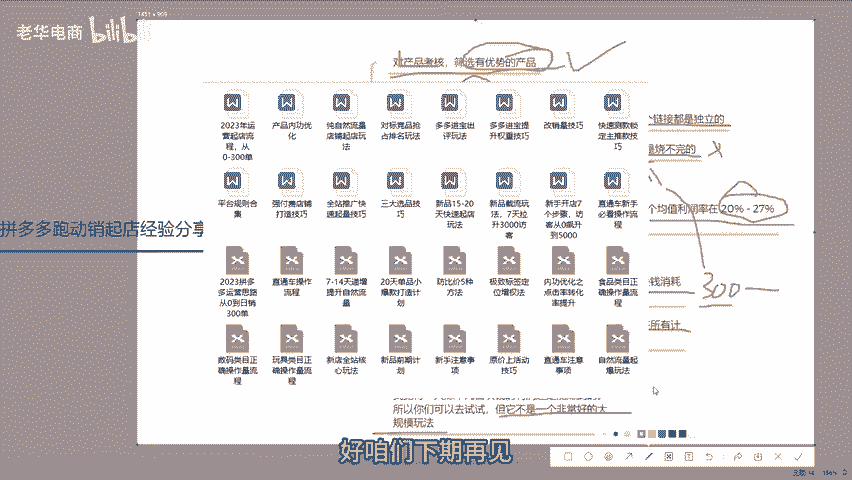 老华电商 bilibili
对产品考核，筛选有优势的产品
2023年运营起店流程，从0-300单
产品内功优化
纯自然流量店铺起店玩法
对标竞品抢占排名玩法
多多进宝出评玩法
多多进宝提升权重技巧
改销量技巧
快速测款锁定主推款技巧
平台规则合集
强付费店铺打造技巧
全站推广快速起量技巧
三大选品技巧
新品15-20天快速起店玩法
新品截流玩法，7天拉升3000访客
新手开店7个步骤，访客从0飙升到5000
直通车新手必看操作流程
2023拼多多运营思路从0到日销300单
直通车操作流程
7-14天递增提升自然流量
20天单品小爆款打造计划
防比价5种方法
极致标签定位增权法
内功优化之点击率转化率提升
食品类目正确操作量流程
数码类目正确操作量流程
玩具类目正确操作量流程
新店全站核心玩法
新品前期计划
新手注意事项
原价上活动技巧
直通车注意事项
自然流量起爆玩法
链接都是独立的
是烧不完的
个均值利润率在 20% - 27%
钱消耗
300
所有计
拼多多跑动销起店经验分享
所以你们可以去试试，但它不是一个非常好的大
规模玩法
好咱们下期再见